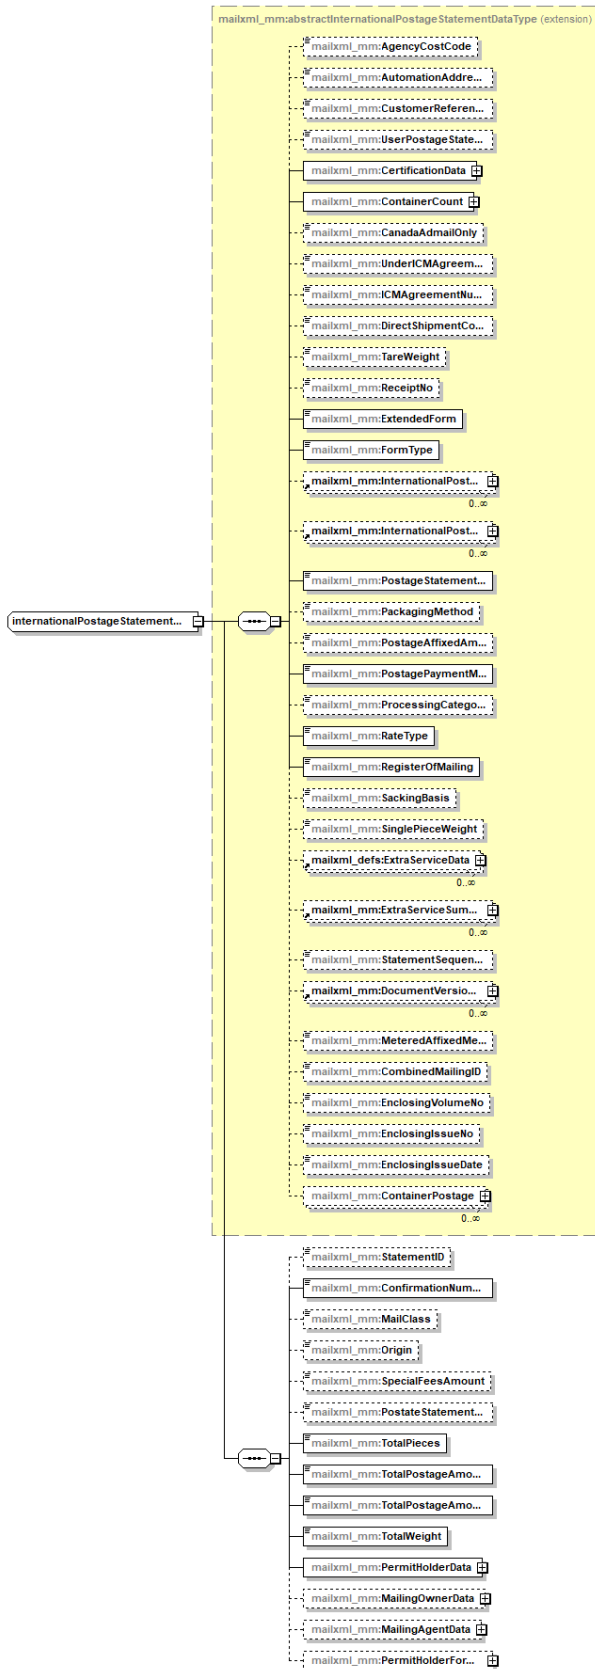 mailxml_mm:abstractInternationalPostageStatementDataType (extension)
mailxml_mm:AgencyCostCode
mailxml_mm:AutomationAddre...
mailxml_mm:CustomerReferen...
mailxml_mm:UserPostageState...
mailxml_mm:CertificationData
mailxml_mm:ContainerCount
mailxml_mm:CanadaAdmailOnly
mailxml_mm:UnderICMAgreem...
mailxml_mm:ICMAgreementNu...
mailxml_mm:DirectShipmentCo...
mailxml_mm:TareWeight
mailxml_mm:ReceiptNo
mailxml_mm:ExtendedForm
mailxml_mm:FormType
mailxml_mm:InternationalPost...
0..∞
mailxml_mm:InternationalPost...
0..∞
mailxml_mm:PostageStatement...
mailxml_mm:PackagingMethod
internationalPostageStatement...
mailxml_mm:PostageAffixedAm...
mailxml_mm:PostagePaymentM...
mailxml_mm:ProcessingCatego...
mailxml_mm:RateType
mailxml_mm:RegisterOfMailing
mailxml_mm:SackingBasis
mailxml_mm:SinglePieceWeight
mailxml_defs:ExtraServiceData
0..∞
mailxml_mm:ExtraServiceSum...
0..∞
mailxml_mm:StatementSequen...
mailxml_mm:DocumentVersio...
0..∞
mailxml_mm:MeteredAffixedMe...
mailxml_mm:CombinedMailingID
mailxml_mm:EnclosingVolumeNo
mailxml_mm:EnclosingIssueNo
mailxml_mm:EnclosingIssueDate
mailxml_mm:ContainerPostage
0..∞
mailxml_mm:StatementID
mailxml_mm:ConfirmationNum...
mailxml_mm:MailClass
mailxml_mm:Origin
mailxml_mm:SpecialFeesAmount
mailxml_mm:PostateStatement...
mailxml_mm:TotalPieces
mailxml_mm:TotalPostageAmo...
mailxml_mm:TotalPostageAmo...
mailxml_mm:TotalWeight
mailxml_mm:PermitHolderData
mailxml_mm:MailingOwnerData
mailxml_mm:MailingAgentData
mailxml_mm:PermitHolderFor...